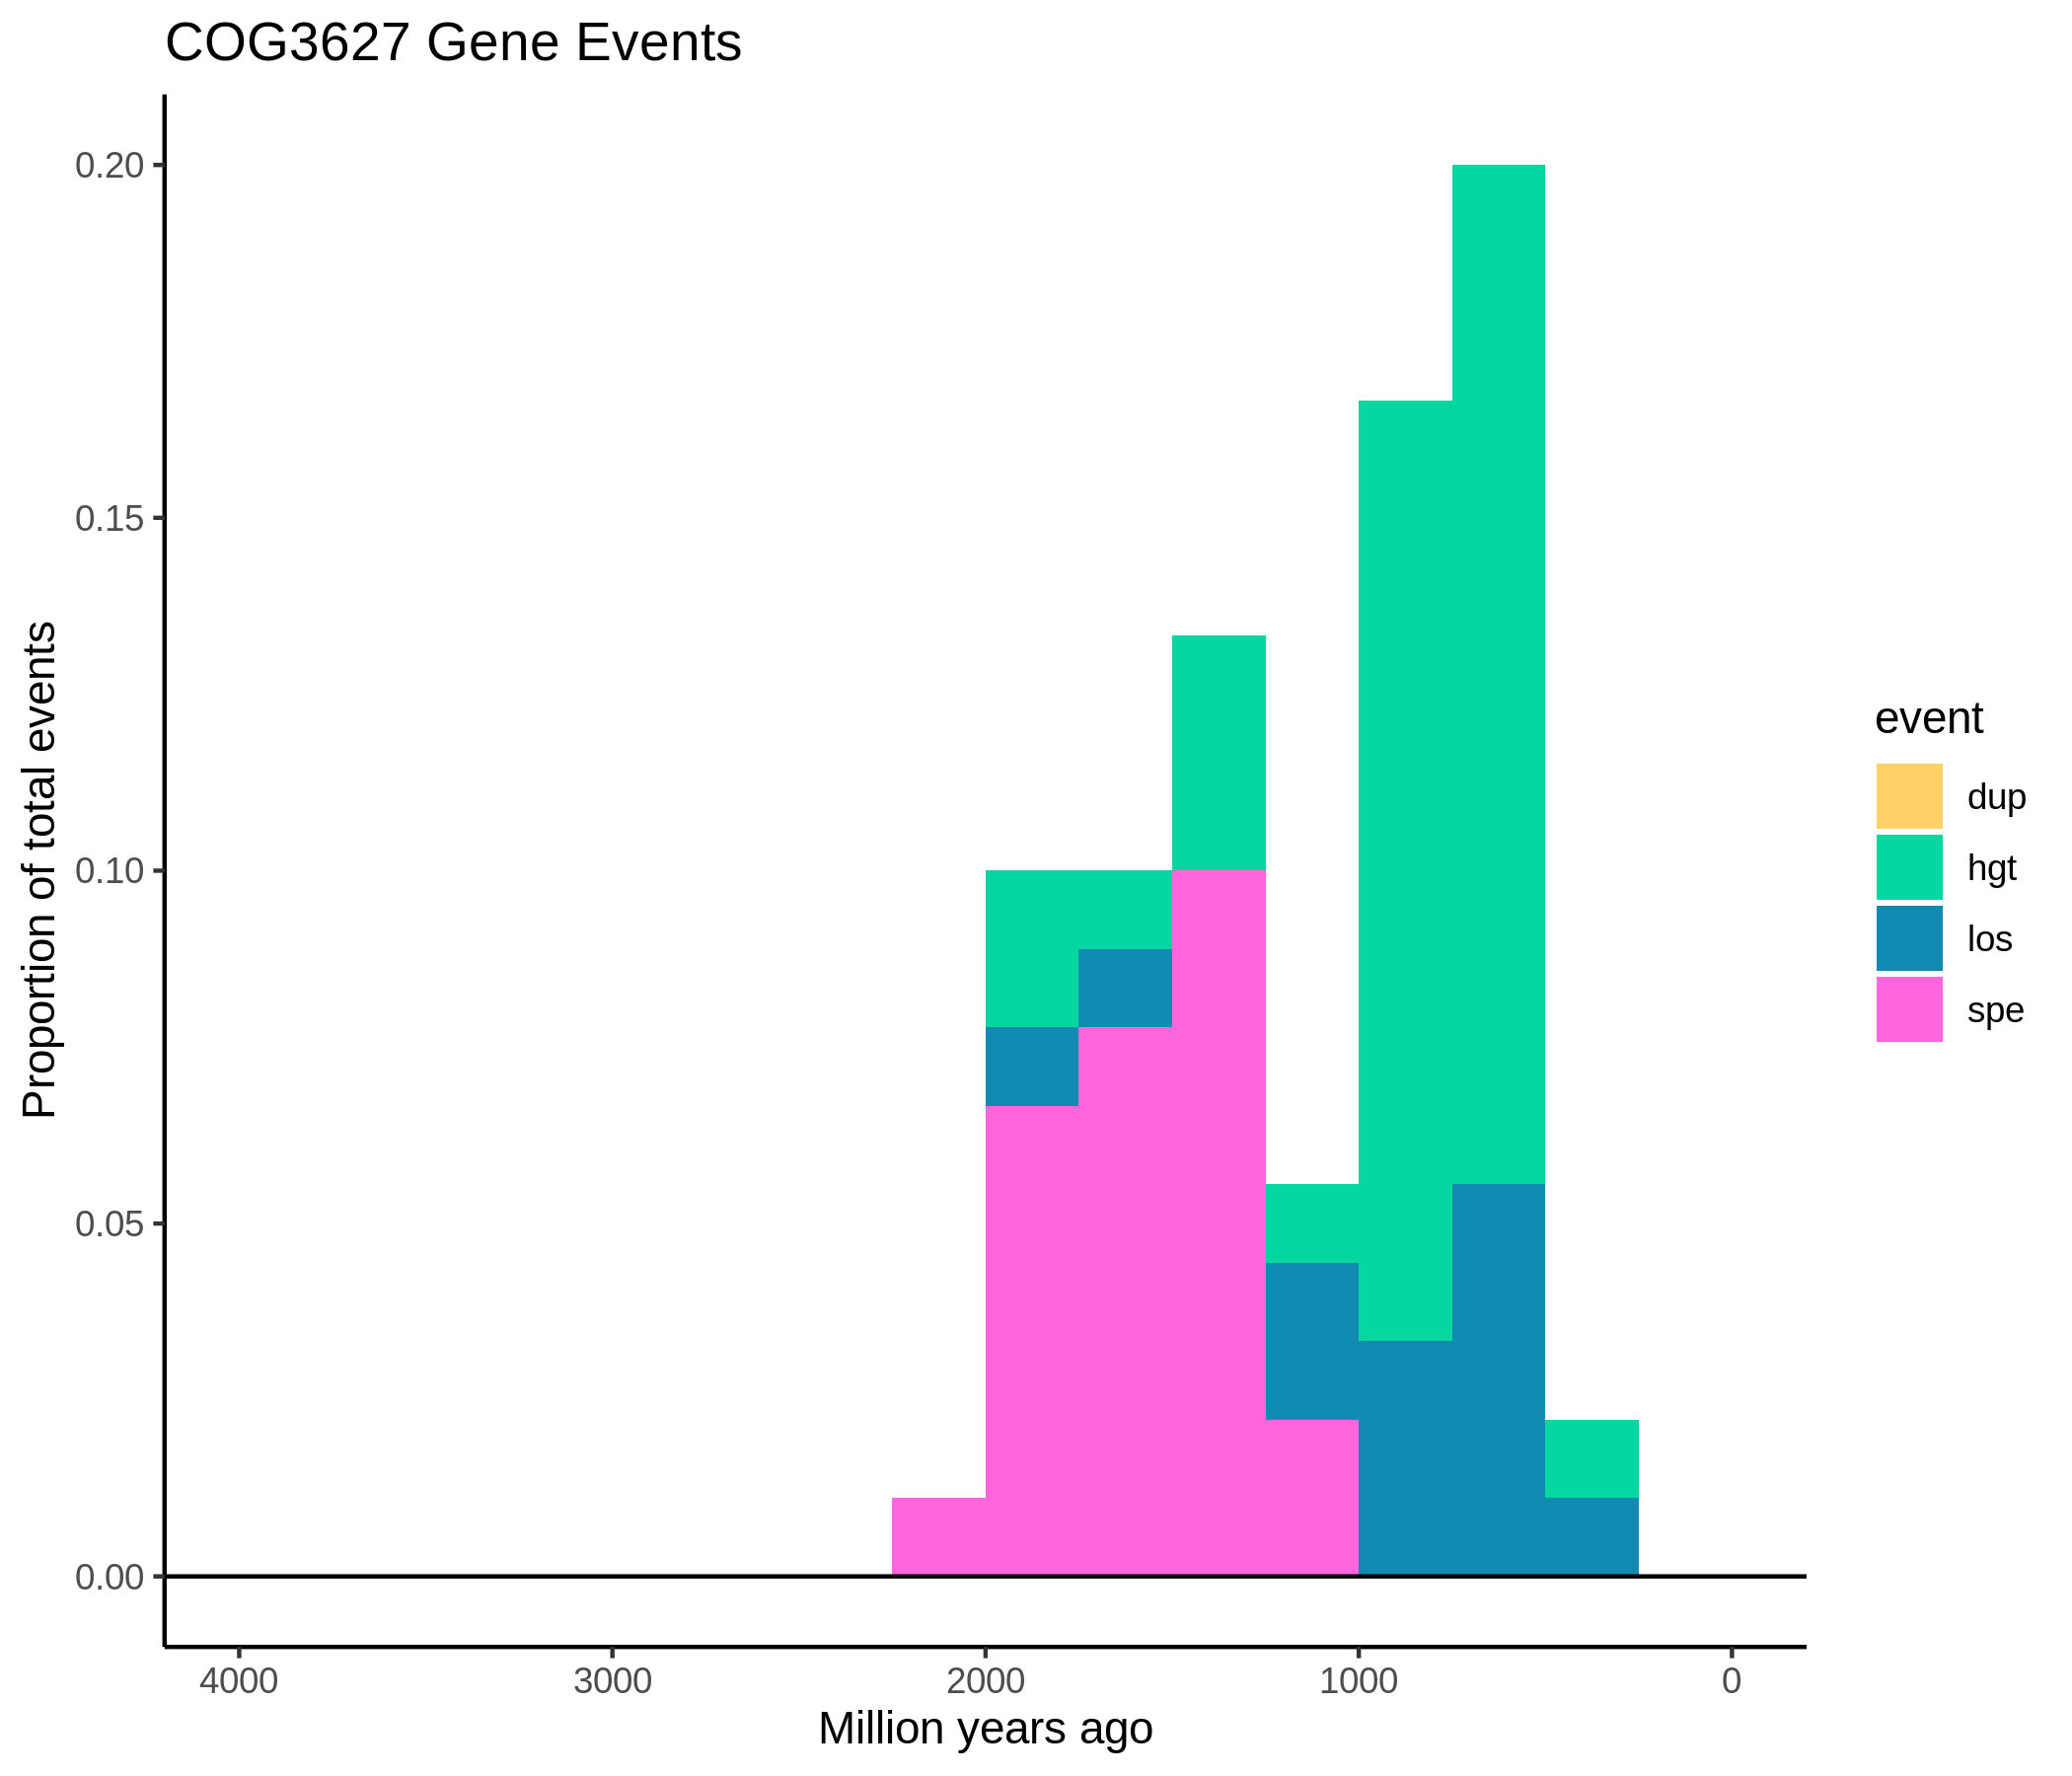 COG3627 Gene Events
0.20
0.15
0.10
0.05
0.00
Proportion of total events
4000 3000 2000 1000 0
Million years ago
event
dup
hgt
los
spe